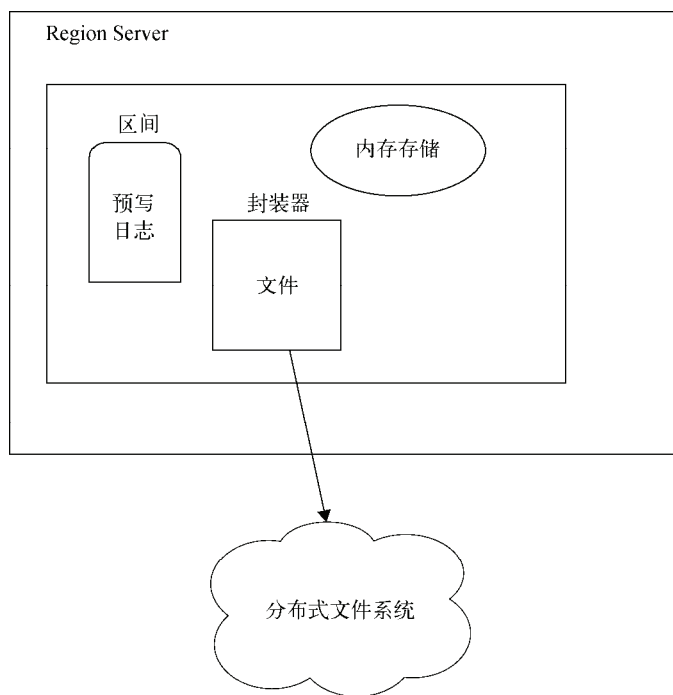 Region Server
区间
内存存储
预写
日志
封装器
文件
分布式文件系统